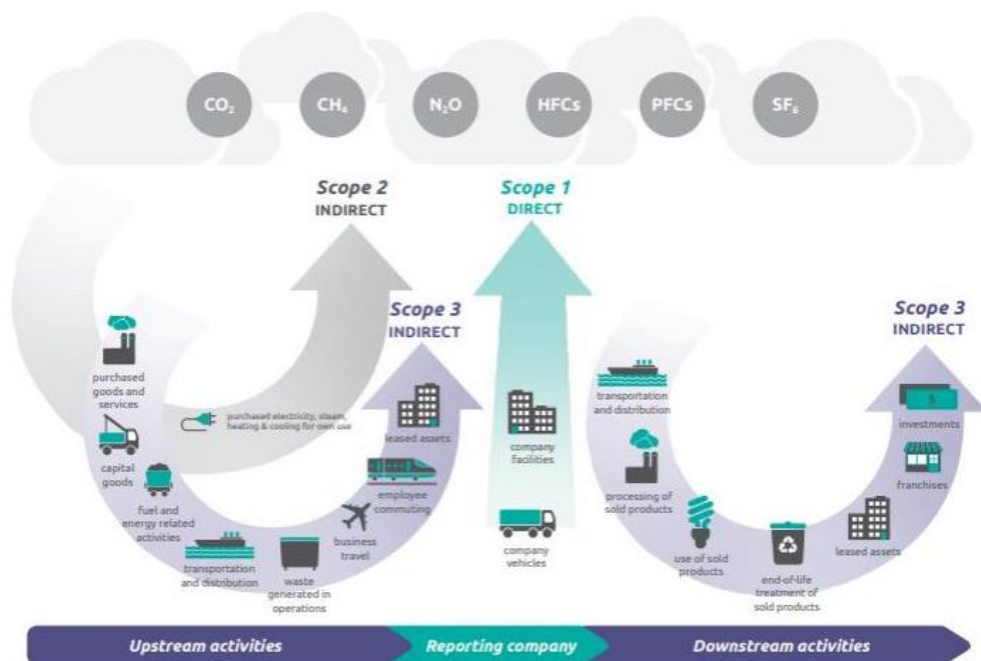 CO₂
CH₄
N₂O
HFCs
PFCs
SF₆
Scope 2
INDIRECT
Scope 1
DIRECT
Scope 3
INDIRECT
Scope 3
INDIRECT
purchased
goods and
services
capital
goods
fuel and
energy related
activities
purchased electricity, steam,
heating & cooling for own use
transportation
and distribution
waste
generated in
operations
business
travel
employee
commuting
leased assets
company
facilities
company
vehicles
transportation
and distribution
processing of
sold products
use of sold
products
end-of-life
treatment of
sold products
leased assets
franchises
$
investments
Upstream activities
Reporting company
Downstream activities